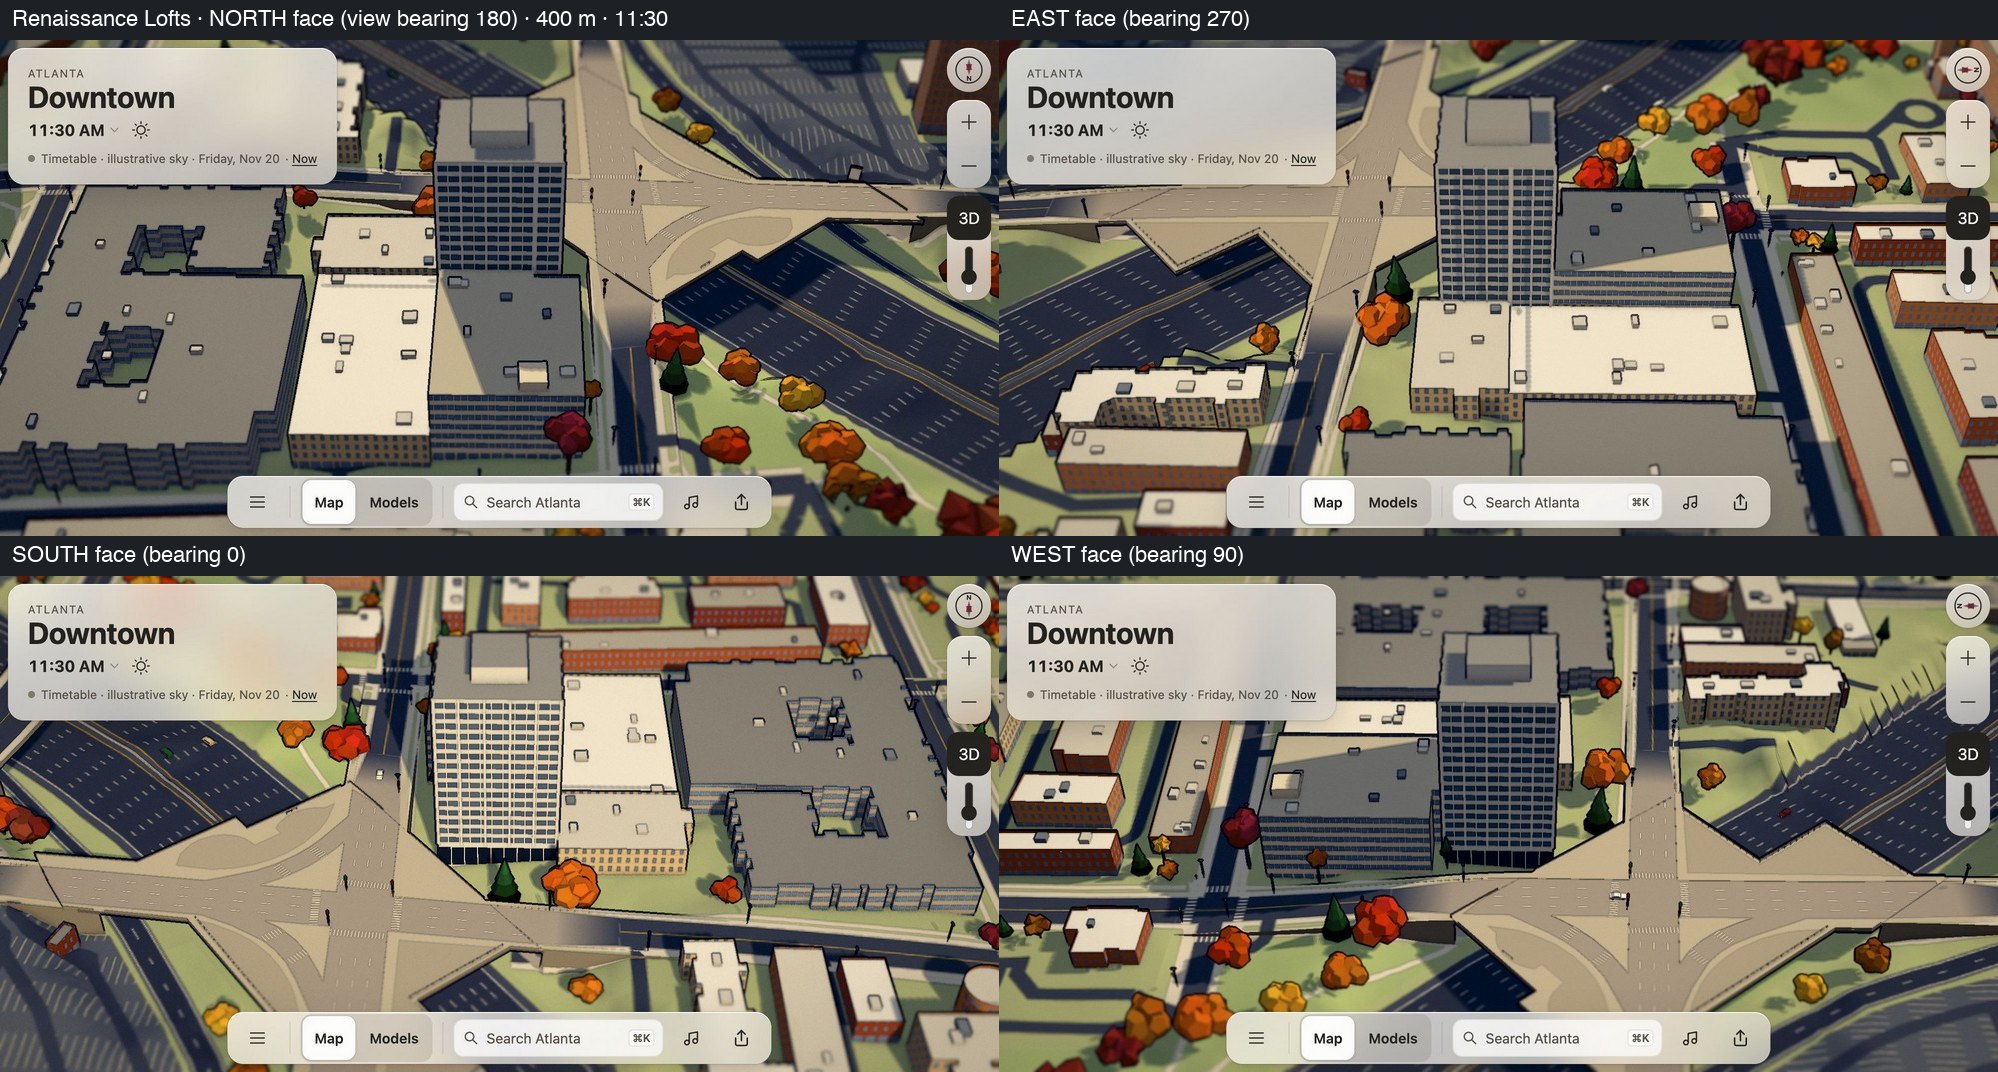 Renaissance Lofts · NORTH face (view bearing 180) · 400 m · 11:30
ATLANTA
Downtown
11:30 AM
Timetable · illustrative sky · Friday, Nov 20 · Now
N
3D
Map Models Search Atlanta ⌘K
EAST face (bearing 270)
ATLANTA
Downtown
11:30 AM
Timetable · illustrative sky · Friday, Nov 20 · Now
N
3D
Map Models Search Atlanta ⌘K
SOUTH face (bearing 0)
ATLANTA
Downtown
11:30 AM
Timetable · illustrative sky · Friday, Nov 20 · Now
N
3D
Map Models Search Atlanta ⌘K
WEST face (bearing 90)
ATLANTA
Downtown
11:30 AM
Timetable · illustrative sky · Friday, Nov 20 · Now
N
3D
Map Models Search Atlanta ⌘K